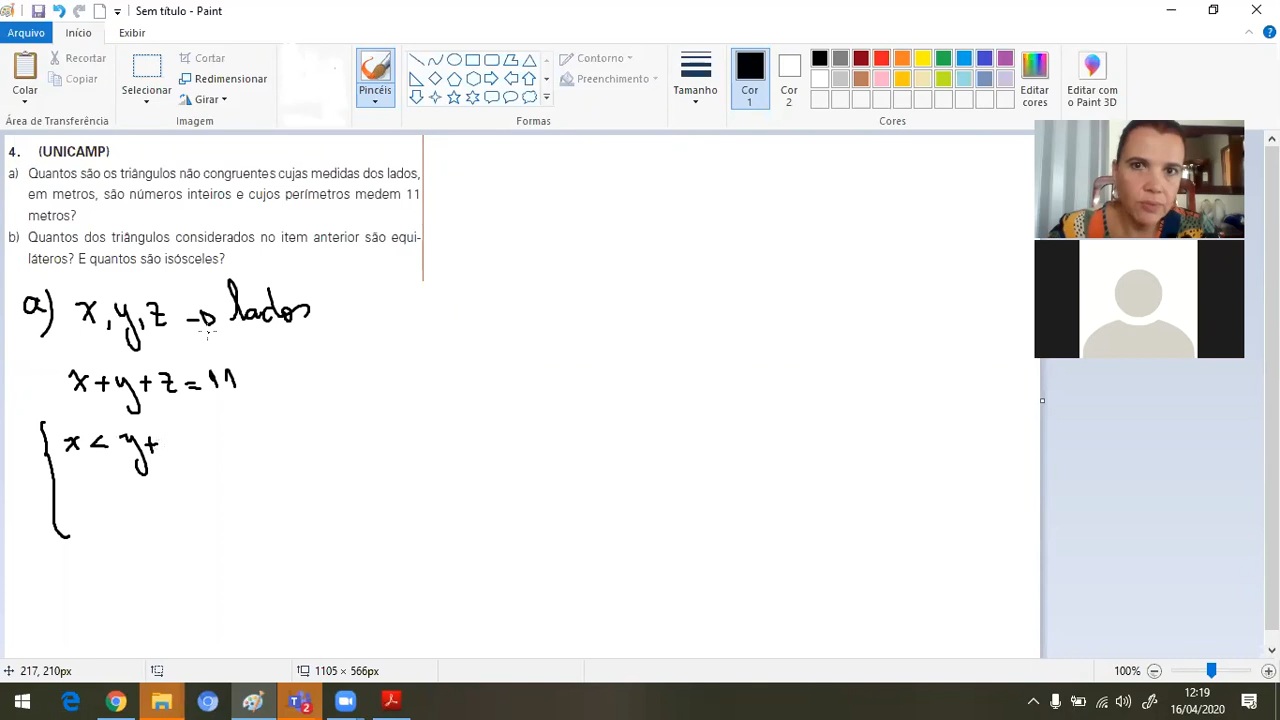 Sem título - Paint
Arquivo Início Exibir
Colar
Recortar
Copiar
Área de Transferência
Selecionar
Redimensionar
Girar
Imagem
Pincéis
Contorno
Preenchimento
Formas
Tamanho
Cor 1
Cor 2
Editar cores
Editar com o Paint 3D
Cores
4. (UNICAMP)
a) Quantos são os triângulos não congruentes cujas medidas dos lados,
em metros, são números inteiros e cujos perímetros medem 11
metros?
b) Quantos dos triângulos considerados no item anterior são equi-
láteros? E quantos são isósceles?
a) x, y, z → lados
x + y + z = 11
x < y +
217, 210px
1105 × 566px
100%
12:19
16/04/2020